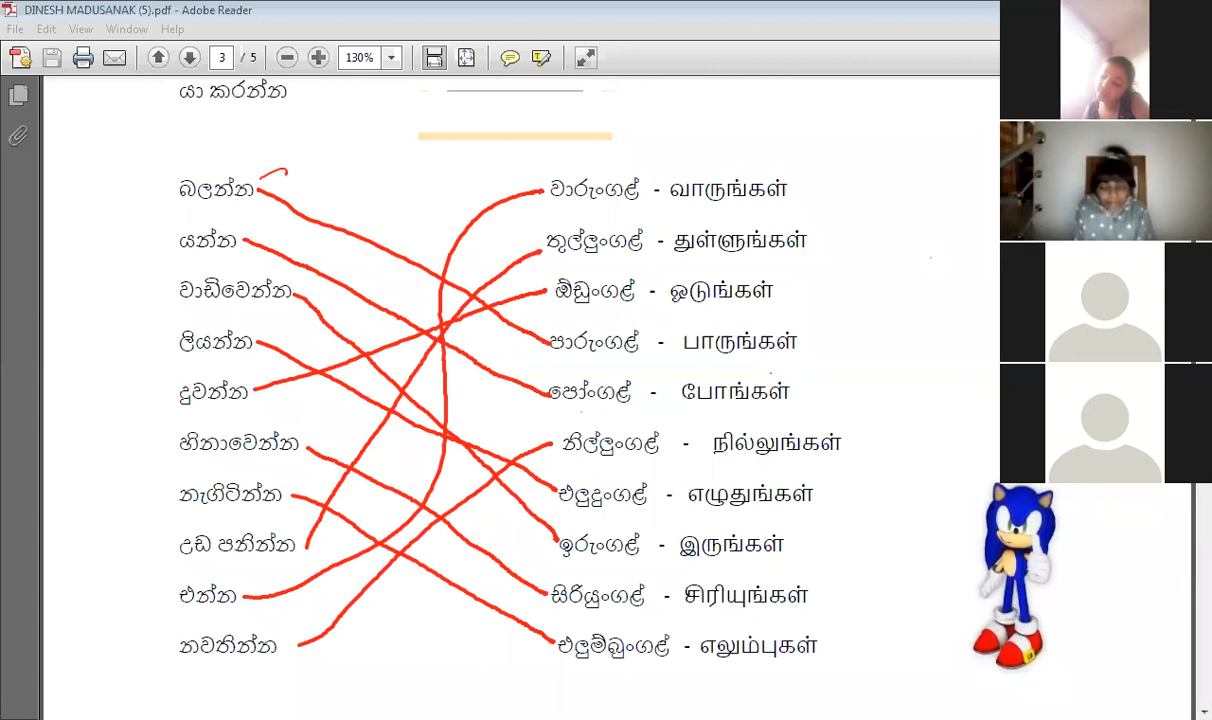 DINESH MADUSANAK (5).pdf - Adobe Reader
File Edit View Window Help
3 / 5 130%
යා කරන්න
බලන්න වාරුංගළ් - வாருங்கள்
යන්න තුල්ලුංගළ් - துள்ளுங்கள்
වාඩිවෙන්න ඕඩුංගළ් - ஓடுங்கள்
ලියන්න පාරුංගළ් - பாருங்கள்
දුවන්න පෝංගළ් - போங்கள்
හිනාවෙන්න නිල්ලුංගළ් - நில்லுங்கள்
නැගිටින්න එලුදුංගළ් - எழுதுங்கள்
උඩ පනින්න ඉරුංගළ් - இருங்கள்
එන්න සිරියුංගළ් - சிரியுங்கள்
නවතින්න එලුම්බුංගළ් - எலும்புகள்